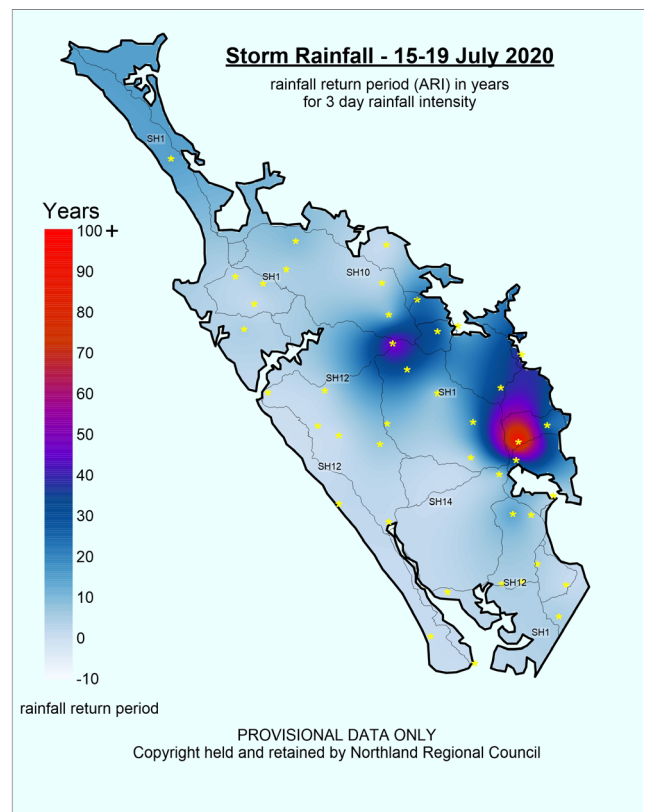 Storm Rainfall - 15-19 July 2020
rainfall return period (ARI) in years
for 3 day rainfall intensity
SH1
Years
100 +
90
80
70
60
50
40
30
20
10
0
-10
SH1
SH10
SH12
SH1
SH12
SH14
SH12
SH1
rainfall return period
PROVISIONAL DATA ONLY
Copyright held and retained by Northland Regional Council